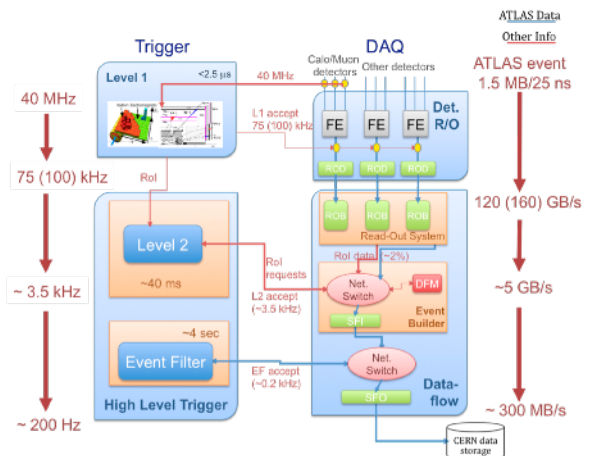 ATLAS Data
Other Info
Trigger
DAQ
Level 1
<2.5 μs
40 MHz
Calo/Muon
detectors
Other detectors
ATLAS event
1.5 MB/25 ns
40 MHz
L1 accept
75 (100) kHz
FE
FE
FE
Det.
R/O
75 (100) kHz
RoI
ROD
ROD
ROD
120 (160) GB/s
ROB
ROB
ROB
Read-Out System
Level 2
~40 ms
RoI
requests
RoI data (~2%)
L2 accept
(~3.5 kHz)
Net.
Switch
DFM
Event
Builder
SFI
~ 3.5 kHz
~5 GB/s
~4 sec
Event Filter
EF accept
(~0.2 kHz)
Net.
Switch
High Level Trigger
SFO
Data-
flow
~ 200 Hz
~ 300 MB/s
CERN data
storage